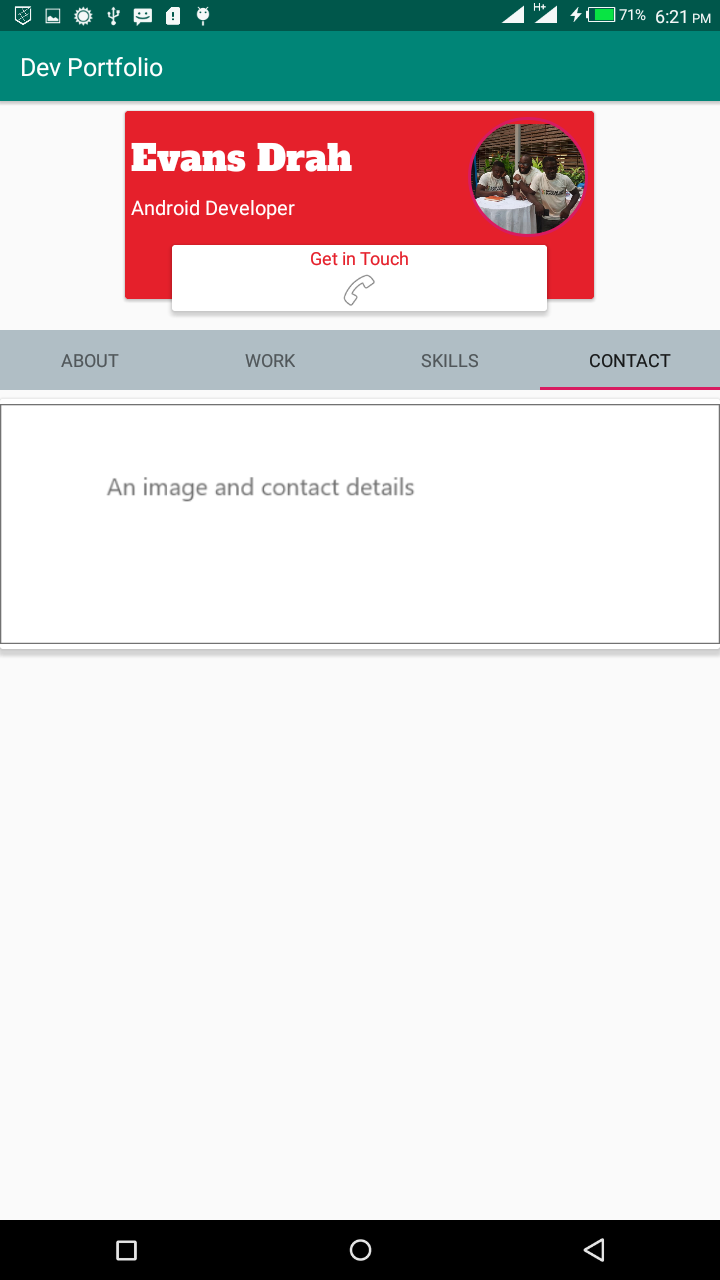 H+
71%
6:21 PM
Dev Portfolio
Evans Drah
Android Developer
Get in Touch
ABOUT
WORK
SKILLS
CONTACT
An image and contact details